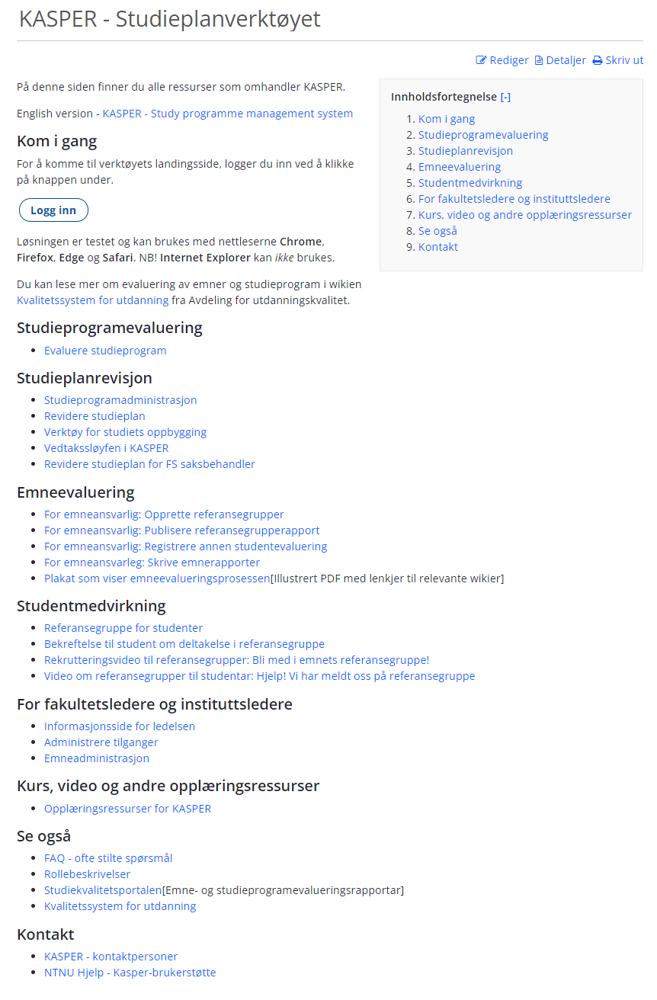 KASPER - Studieplanverktøyet
Rediger Detaljer Skriv ut
På denne siden finner du alle ressurser som omhandler KASPER.
English version - KASPER - Study programme management system
Innholdsfortegnelse [-]
1. Kom i gang
2. Studieprogramevaluering
3. Studieplanrevisjon
4. Emneevaluering
5. Studentmedvirkning
6. For fakultetsledere og instituttsledere
7. Kurs, video og andre opplæringsressurser
8. Se også
9. Kontakt
Kom i gang
For å komme til verktøyets landingsside, logger du inn ved å klikke
på knappen under.
Logg inn
Løsningen er testet og kan brukes med nettleserne Chrome,
Firefox, Edge og Safari. NB! Internet Explorer kan ikke brukes.
Du kan lese mer om evaluering av emner og studieprogram i wikien
Kvalitetssystem for utdanning fra Avdeling for utdanningskvalitet.
Studieprogramevaluering
• Evaluere studieprogram
Studieplanrevisjon
• Studieprogramadministrasjon
• Revidere studieplan
• Verktøy for studiets oppbygging
• Vedtakssløyfen i KASPER
• Revidere studieplan for FS saksbehandler
Emneevaluering
• For emneansvarlig: Opprette referansegrupper
• For emneansvarlig: Publisere referansegrupperapport
• For emneansvarlig: Registrere annen studentevaluering
• For emneansvarleg: Skrive emnerapporter
• Plakat som viser emneevalueringsprosessen[Illustrert PDF med lenkjer til relevante wikier]
Studentmedvirkning
• Referansegruppe for studenter
• Bekreftelse til student om deltakelse i referansegruppe
• Rekrutteringsvideo til referansegrupper: Bli med i emnets referansegruppe!
• Video om referansegrupper til studentar: Hjelp! Vi har meldt oss på referansegruppe
For fakultetsledere og instituttsledere
• Informasjonsside for ledelsen
• Administrere tilganger
• Emneadministrasjon
Kurs, video og andre opplæringsressurser
• Opplæringsressurser for KASPER
Se også
• FAQ - ofte stilte spørsmål
• Rollebeskrivelser
• Studiekvalitetsportalen[Emne- og studieprogramevalueringsrapportar]
• Kvalitetssystem for utdanning
Kontakt
• KASPER - kontaktpersoner
• NTNU Hjelp - Kasper-brukerstøtte